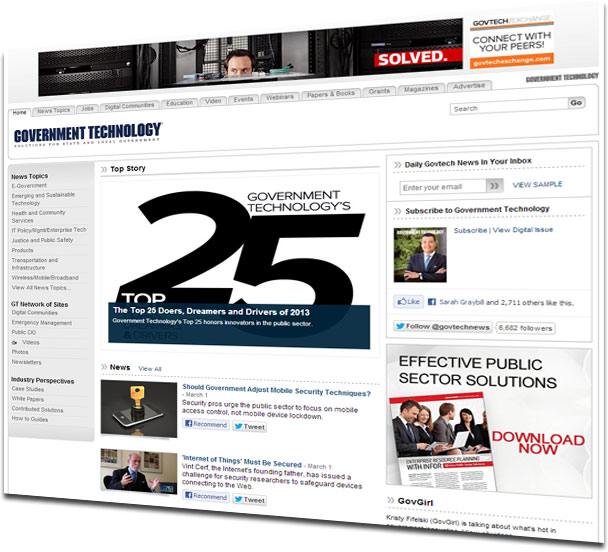 SOLVED.
GOVTECH EXCHANGE
CONNECT WITH
YOUR PEERS!
govtechexchange.com
Home News Topics Jobs Digital Communities Education Video Events Webinars Papers & Books Grants Magazines Advertise
GOVERNMENT TECHNOLOGY
Search
Go
GOVERNMENT TECHNOLOGY
SOLUTIONS FOR STATE AND LOCAL GOVERNMENT
News Topics
E-Government
Emerging and Sustainable
Technology
Health and Community
Services
IT Policy/Mgmt/Enterprise Tech
Justice and Public Safety
Products
Transportation and
Infrastructure
Wireless/Mobile/Broadband
View All News Topics...
GT Network of Sites
Digital Communities
Emergency Management
Public CIO
Videos
Photos
Newsletters
Industry Perspectives
Case Studies
White Papers
Contributed Solutions
How to Guides
Top Story
GOVERNMENT
TECHNOLOGY'S
TOP
25
The Top 25 Doers, Dreamers and Drivers of 2013
Government Technology's Top 25 honors innovators in the public sector.
& DRIVERS
News View All
Should Government Adjust Mobile Security Techniques?
- March 1
Security pros urge the public sector to focus on mobile
access control, not mobile device lockdown.
Recommend Tweet
'Internet of Things' Must Be Secured - March 1
Vint Cerf, the Internet's founding father, has issued a
challenge for security researchers to safeguard devices
connecting to the Web.
Recommend Tweet
Daily Govtech News in Your Inbox
Enter your email
VIEW SAMPLE
Subscribe to Government Technology
Subscribe | View Digital Issue
Like Sarah Graybill and 2,711 others like this.
Follow @govtechnews 6,682 followers
EFFECTIVE PUBLIC
SECTOR SOLUTIONS
DOWNLOAD
NOW
ENTERPRISE RESOURCE PLANNING
WITH INFOR
GovGirl
Kristy Fifelski (GovGirl) is talking about what's hot in